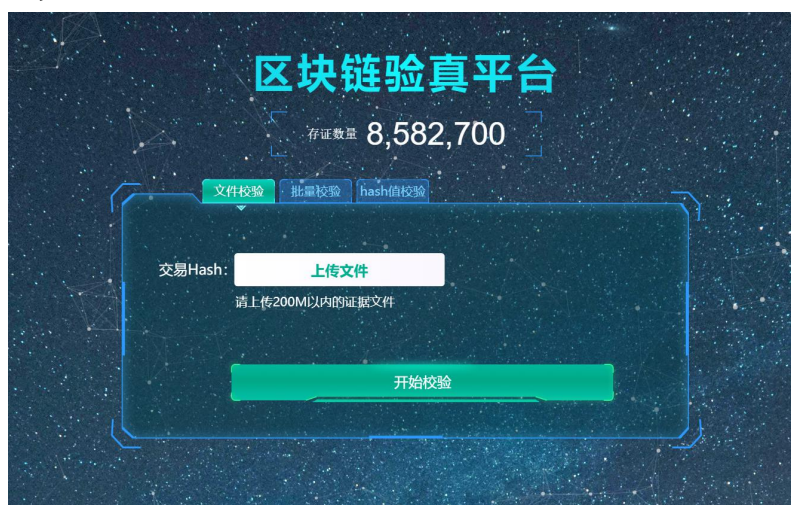 区块链验真平台
存证数量 8,582,700
文件校验 批量校验 hash值校验
交易Hash: 上传文件
请上传200M以内的证据文件
开始校验